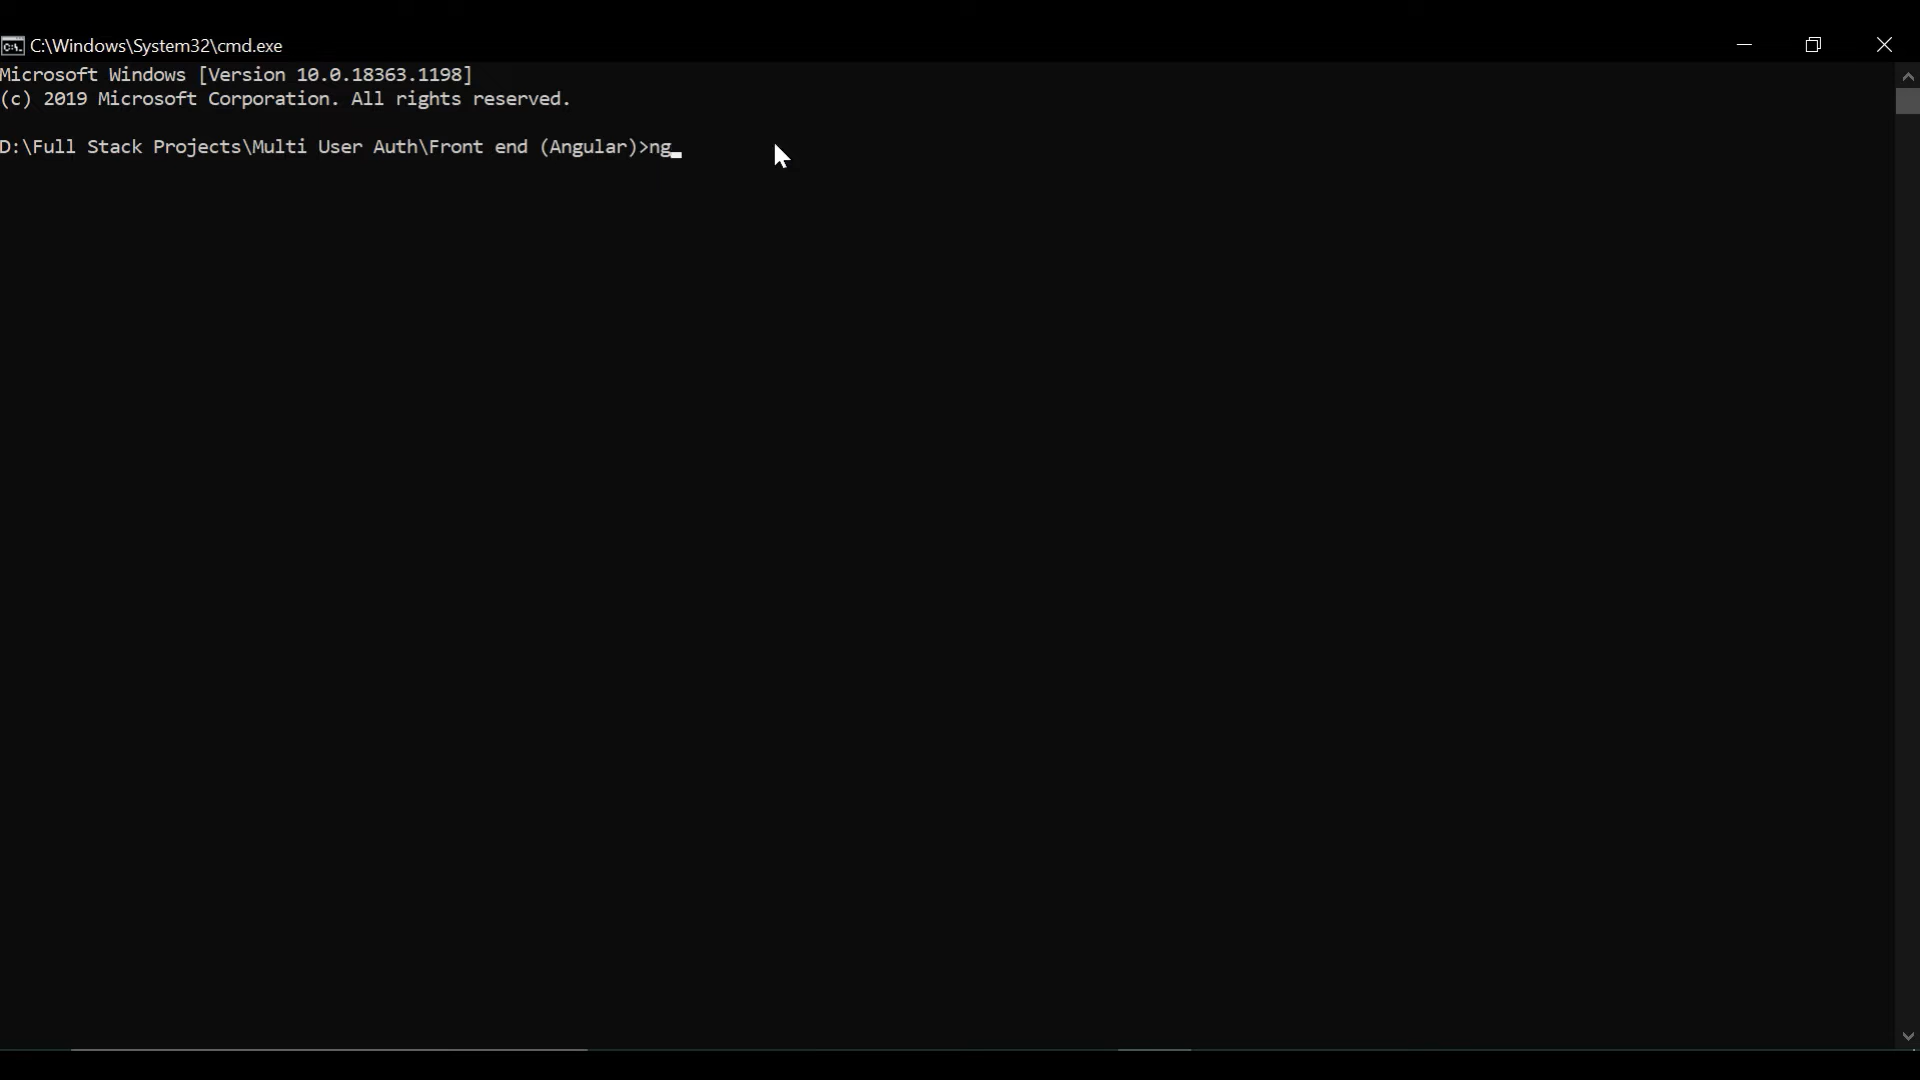 C:\Windows\System32\cmd.exe
Microsoft Windows [Version 10.0.18363.1198]
(c) 2019 Microsoft Corporation. All rights reserved.
D:\Full Stack Projects\Multi User Auth\Front end (Angular)>ng_